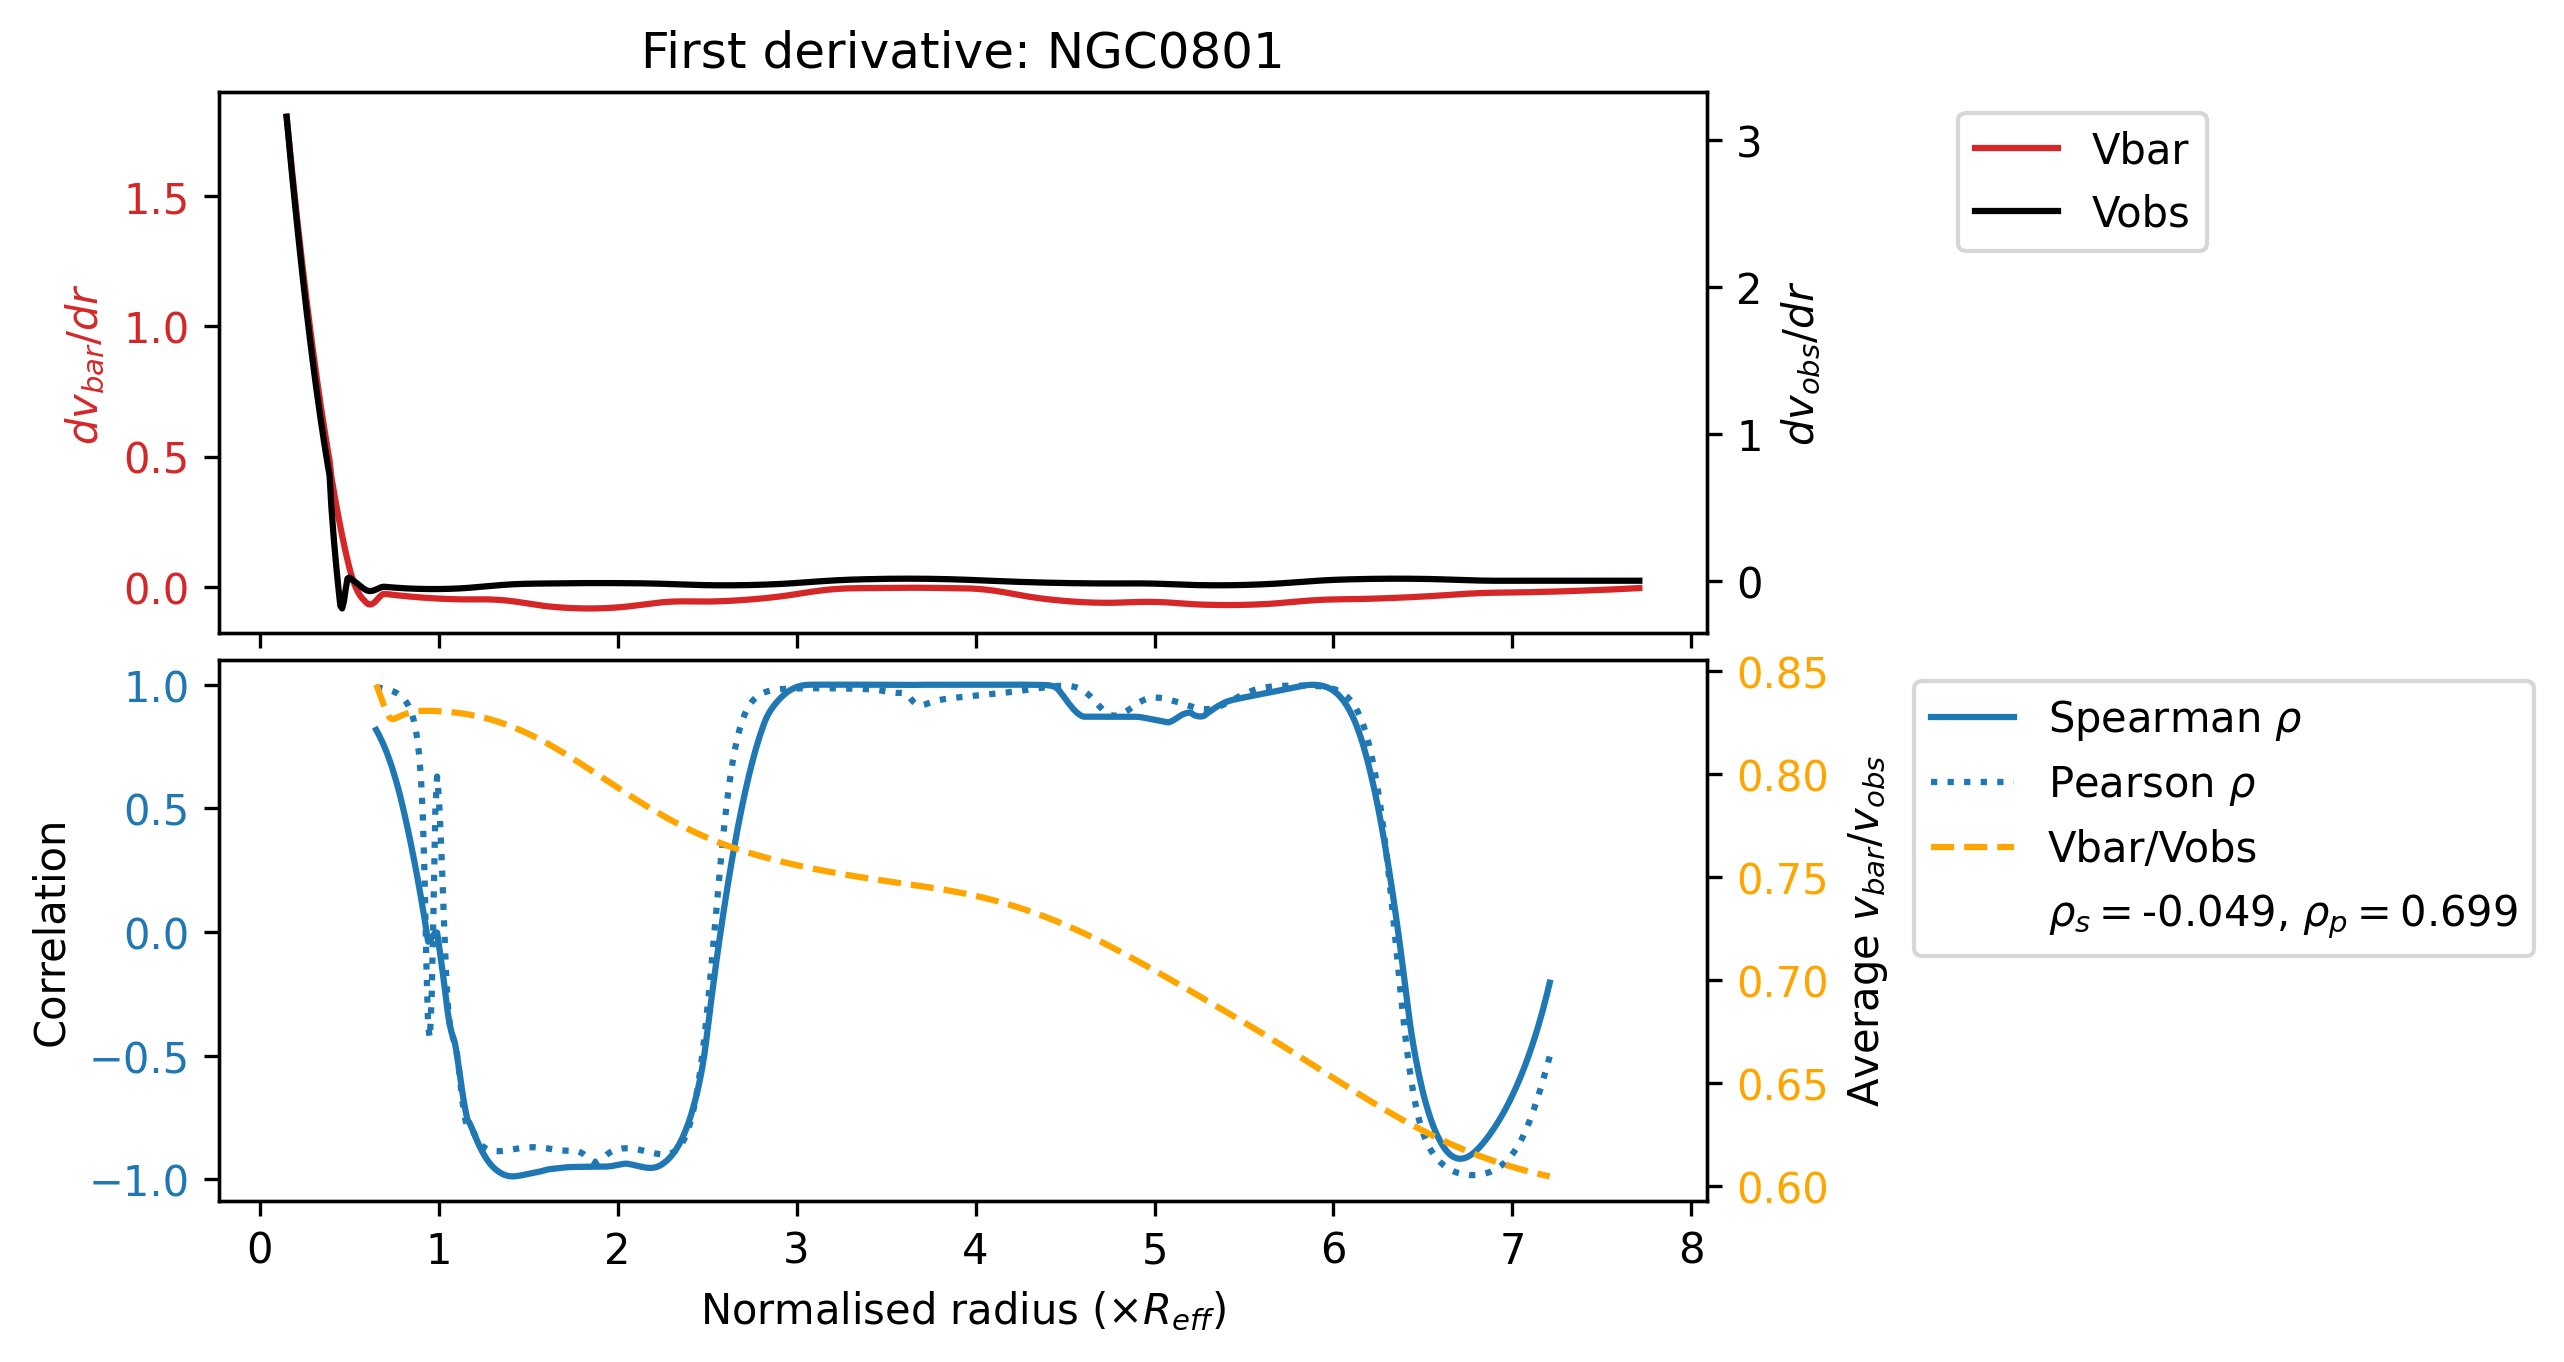 First derivative: NGC0801
1.5
1.0
0.5
0.0
dv_bar/dr
3
2
1
0
dv_obs/dr
Vbar
Vobs
1.0
0.5
0.0
−0.5
−1.0
Correlation
0.85
0.80
0.75
0.70
0.65
0.60
Average v_bar/v_obs
Spearman ρ
Pearson ρ
Vbar/Vobs
ρ_s = -0.049, ρ_p = 0.699
0 1 2 3 4 5 6 7 8
Normalised radius (×R_eff)